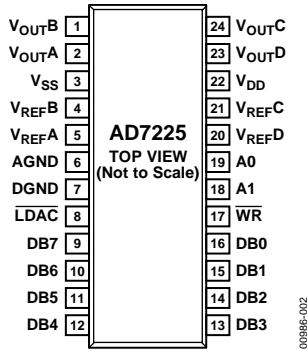 VOUTB 1
VOUTA 2
VSS 3
VREFB 4
VREFA 5
AGND 6
DGND 7
LDAC 8
DB7 9
DB6 10
DB5 11
DB4 12
AD7225
TOP VIEW
(Not to Scale)
24 VOUTC
23 VOUTD
22 VDD
21 VREFC
20 VREFD
19 A0
18 A1
17 WR
16 DB0
15 DB1
14 DB2
13 DB3
00986-002